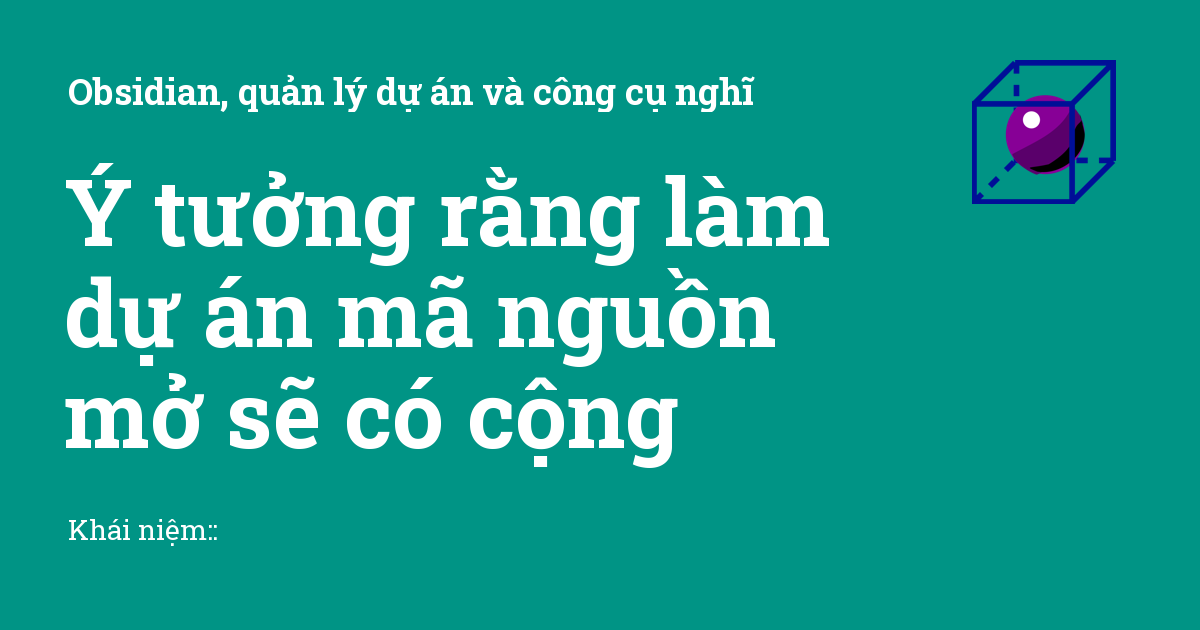 Obsidian, quản lý dự án và công cụ nghĩ
Ý tưởng rằng làm
dự án mã nguồn
mở sẽ có cộng
Khái niệm::